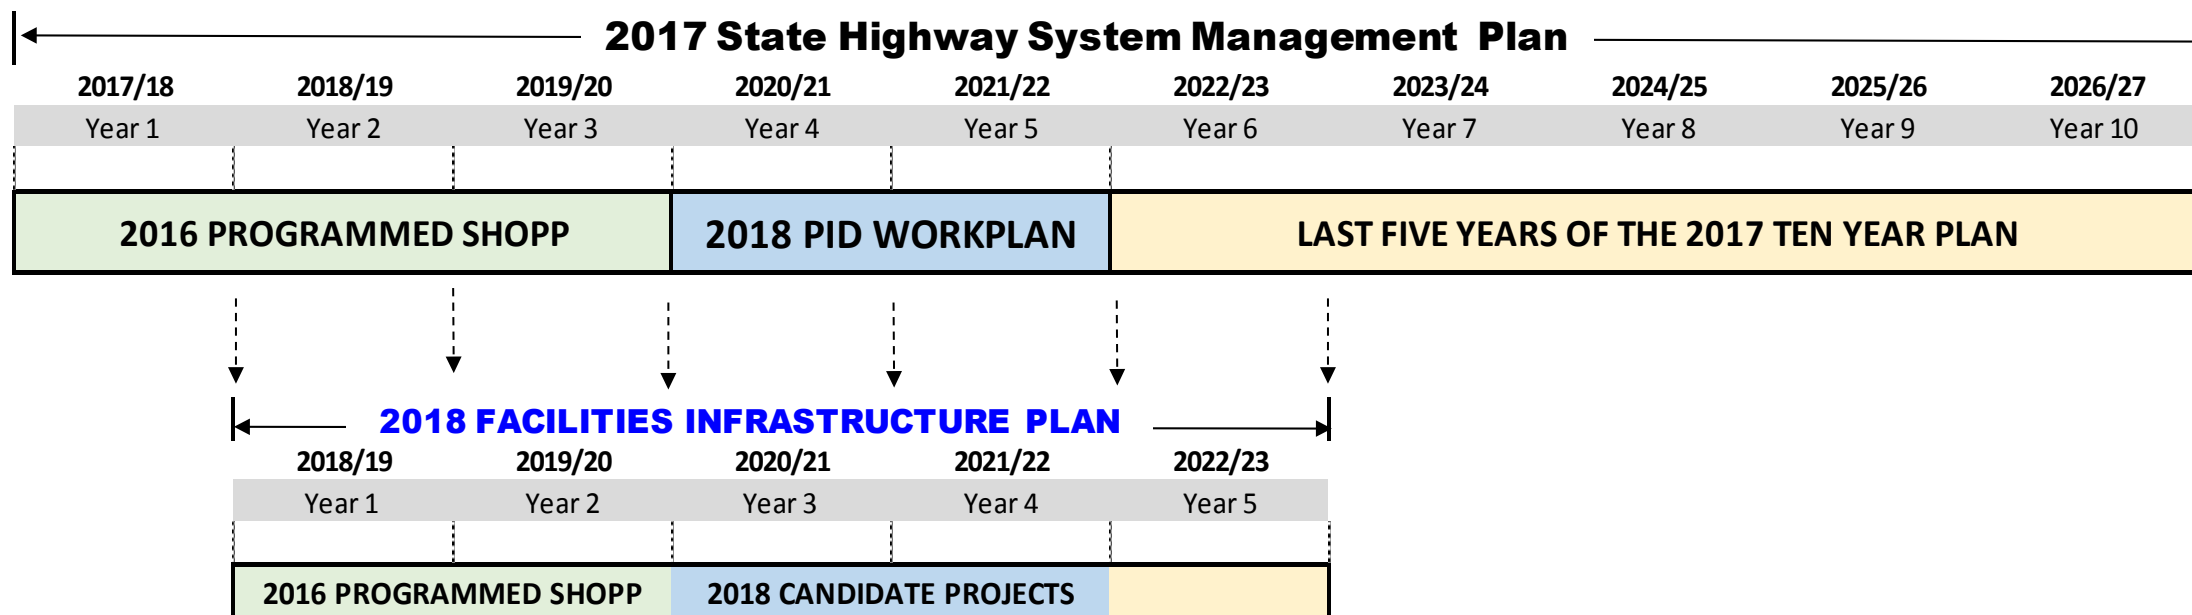 2017 State Highway System Management Plan
2017/18 2018/19 2019/20 2020/21 2021/22 2022/23 2023/24 2024/25 2025/26 2026/27
Year 1 Year 2 Year 3 Year 4 Year 5 Year 6 Year 7 Year 8 Year 9 Year 10
2016 PROGRAMMED SHOPP 2018 PID WORKPLAN LAST FIVE YEARS OF THE 2017 TEN YEAR PLAN
2018 FACILITIES INFRASTRUCTURE PLAN
2018/19 2019/20 2020/21 2021/22 2022/23
Year 1 Year 2 Year 3 Year 4 Year 5
2016 PROGRAMMED SHOPP 2018 CANDIDATE PROJECTS